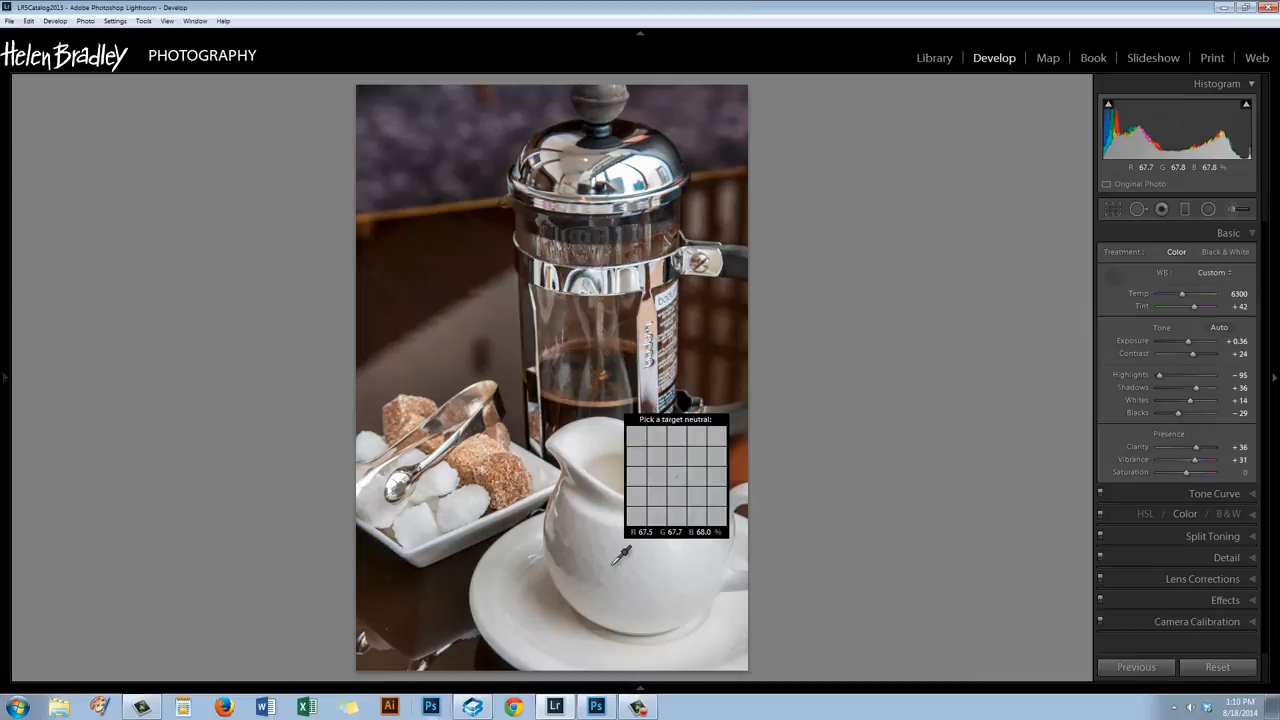 LR5Catalog2013 - Adobe Photoshop Lightroom - Develop
File Edit Develop Photo Settings Tools View Window Help
Helen Bradley PHOTOGRAPHY
Library | Develop | Map | Book | Slideshow | Print | Web
Histogram
R 67.7 G 67.8 B 67.8 %
Original Photo
Basic
Treatment: Color Black & White
WB: Custom
Temp 6300
Tint + 42
Tone Auto
Exposure + 0.36
Contrast + 24
Highlights − 95
Shadows + 36
Whites + 14
Blacks − 29
Presence
Clarity + 36
Vibrance + 31
Saturation 0
Tone Curve
HSL / Color / B & W
Split Toning
Detail
Lens Corrections
Effects
Camera Calibration
Previous Reset
Pick a target neutral:
R 67.5 G 67.7 B 68.0 %
1:10 PM
8/18/2014